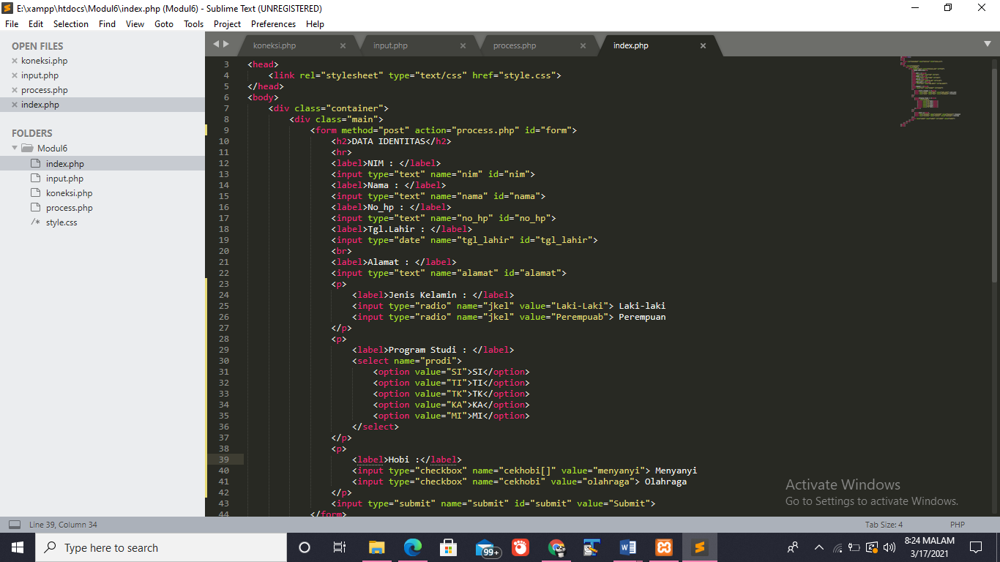 E:\xampp\htdocs\Modul6\index.php (Modul6) - Sublime Text (UNREGISTERED)
File Edit Selection Find View Goto Tools Project Preferences Help
OPEN FILES
koneksi.php
input.php
process.php
index.php
FOLDERS
Modul6
index.php
input.php
koneksi.php
process.php
/* style.css
koneksi.php input.php process.php index.php
3 <head>
4 <link rel="stylesheet" type="text/css" href="style.css">
5 </head>
6 <body>
7 <div class="container">
8 <div class="main">
9 <form method="post" action="process.php" id="form">
10 <h2>DATA IDENTITAS</h2>
11 <hr>
12 <label>NIM : </label>
13 <input type="text" name="nim" id="nim">
14 <label>Nama : </label>
15 <input type="text" name="nama" id="nama">
16 <label>No_hp : </label>
17 <input type="text" name="no_hp" id="no_hp">
18 <label>Tgl.Lahir : </label>
19 <input type="date" name="tgl_lahir" id="tgl_lahir">
20 <br>
21 <label>Alamat : </label>
22 <input type="text" name="alamat" id="alamat">
23 <p>
24 <label>Jenis Kelamin : </label>
25 <input type="radio" name="jkel" value="Laki-Laki"> Laki-laki
26 <input type="radio" name="jkel" value="Perempuab"> Perempuan
27 </p>
28 <p>
29 <label>Program Studi : </label>
30 <select name="prodi">
31 <option value="SI">SI</option>
32 <option value="TI">TI</option>
33 <option value="TK">TK</option>
34 <option value="KA">KA</option>
35 <option value="MI">MI</option>
36 </select>
37 </p>
38 <p>
39 <label>Hobi :</label>
40 <input type="checkbox" name="cekhobi[]" value="menyanyi"> Menyanyi
41 <input type="checkbox" name="cekhobi" value="olahraga"> Olahraga
42 </p>
43 <input type="submit" name="submit" id="submit" value="Submit">
44 </form>
Activate Windows
Go to Settings to activate Windows.
Line 39, Column 34 Tab Size: 4 PHP
Type here to search
99+
8:24 MALAM
3/17/2021